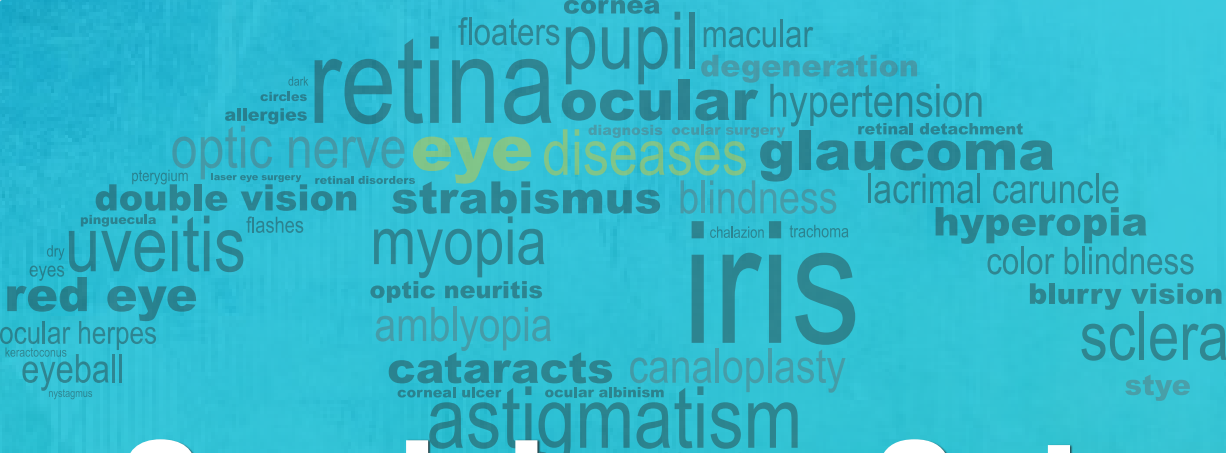 cornea
floaters pupil macular
degeneration
dark
circles
allergies
retina ocular hypertension
diagnosis ocular surgery
retinal detachment
optic nerve eye diseases glaucoma
pterygium laser eye surgery retinal disorders
double vision strabismus blindness lacrimal caruncle
pinguecula
flashes
hyperopia
dry
eyes
uveitis myopia
chalazion trachoma
iris
color blindness
red eye optic neuritis
blurry vision
ocular herpes amblyopia
sclera
keractoconus
eyeball cataracts canaloplasty
stye
nystagmus
corneal ulcer ocular albinism
astigmatism